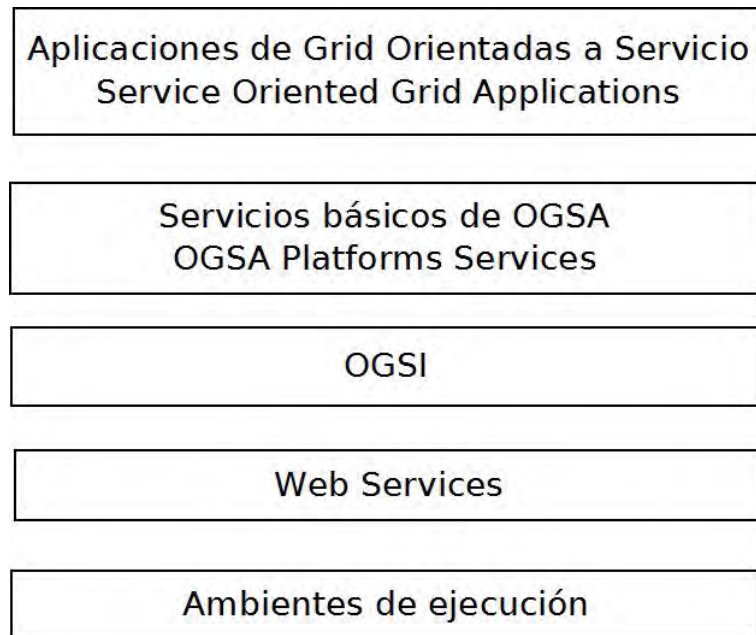 Aplicaciones de Grid Orientadas a Servicio
Service Oriented Grid Applications
Servicios básicos de OGSA
OGSA Platforms Services
OGSI
Web Services
Ambientes de ejecución